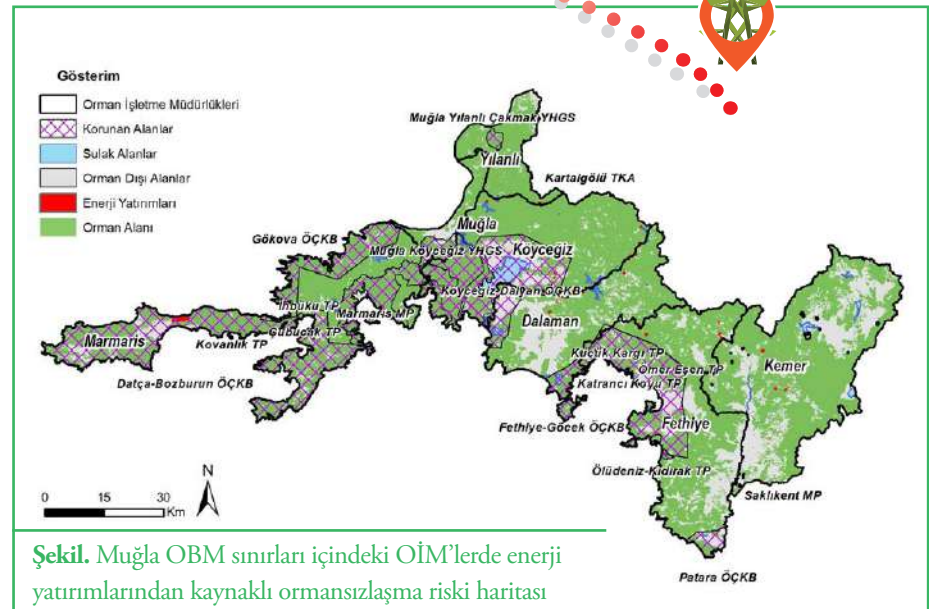 Gösterim
Orman İşletme Müdürlükleri
Korunan Alanlar
Sulak Alanlar
Orman Dışı Alanlar
Enerji Yatırımları
Orman Alanı
Muğla Yılanlı Çakmak YHGS
Yılanlı
Kartalgölü TKA
Muğla
Gökova ÖÇKB
Muğla Köyceğiz YHGS
Köyceğiz
Köyceğiz-Dalyan ÖÇKB
İnbükü TP
Marmaris MP
Çubucak TP
Dalaman
Marmaris
Kovanlık TP
Datça-Bozburun ÖÇKB
Küçük Kargı TP
Ömer Eşen TP
Kemer
Katrancı Koyu TP
Fethiye-Göcek ÖÇKB
Fethiye
Ölüdeniz-Kıdırak TP
Saklıkent MP
Patara ÖÇKB
N
0 15 30
Km
Şekil. Muğla OBM sınırları içindeki OİM’lerde enerji
yatırımlarından kaynaklı ormansızlaşma riski haritası